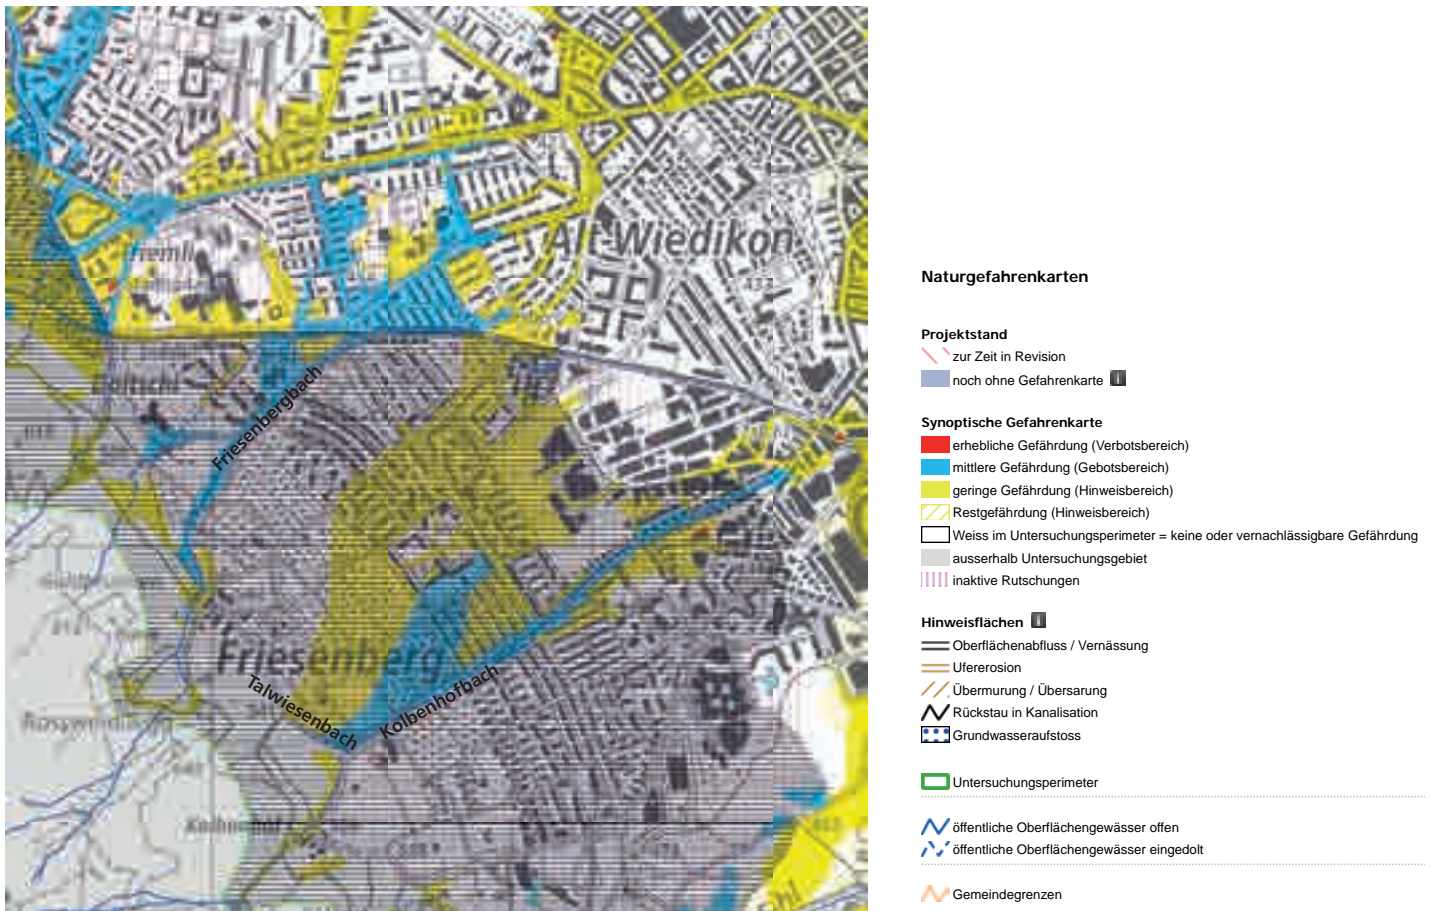 Alt-Wiedikon
Friesenbergbach
Friesenberg
Talwiesenbach
Kolbenhofbach
Naturgefahrenkarten
Projektstand
zur Zeit in Revision
noch ohne Gefahrenkarte
Synoptische Gefahrenkarte
erhebliche Gefährdung (Verbotsbereich)
mittlere Gefährdung (Gebotsbereich)
geringe Gefährdung (Hinweisbereich)
Restgefährdung (Hinweisbereich)
Weiss im Untersuchungsperimeter = keine oder vernachlässigbare Gefährdung
ausserhalb Untersuchungsgebiet
inaktive Rutschungen
Hinweisflächen
Oberflächenabfluss / Vernässung
Ufererosion
Übermurung / Übersarung
Rückstau in Kanalisation
Grundwasseraufstoss
Untersuchungsperimeter
öffentliche Oberflächengewässer offen
öffentliche Oberflächengewässer eingedolt
Gemeindegrenzen